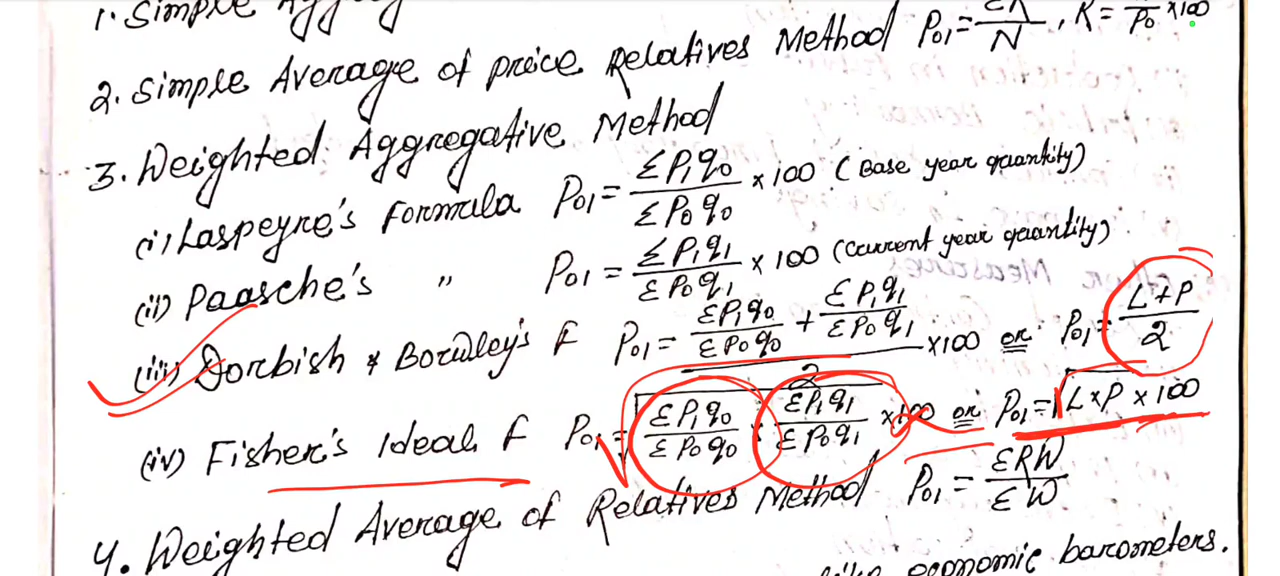 1. Simple
2. Simple Average of price Relatives Method P₀₁ = ΣR/N , R = P₁/P₀ ×100
3. Weighted Aggregative Method
(i) Laspeyre's Formula P₀₁ = ΣP₁q₀/ΣP₀q₀ × 100 (Base year quantity)
(ii) Paasche's " P₀₁ = ΣP₁q₁/ΣP₀q₁ × 100 (Current year quantity)
(iii) Dorbish & Bowley's F P₀₁ = (ΣP₁q₀/ΣP₀q₀ + ΣP₁q₁/ΣP₀q₁)/2 ×100 or P₀₁ = L+P/2
(iv) Fisher's Ideal F P₀₁ = √(ΣP₁q₀/ΣP₀q₀ × ΣP₁q₁/ΣP₀q₁) ×100 or P₀₁ = √L×P × 100
4. Weighted Average of Relatives Method P₀₁ = ΣRW/ΣW
economic barometers.